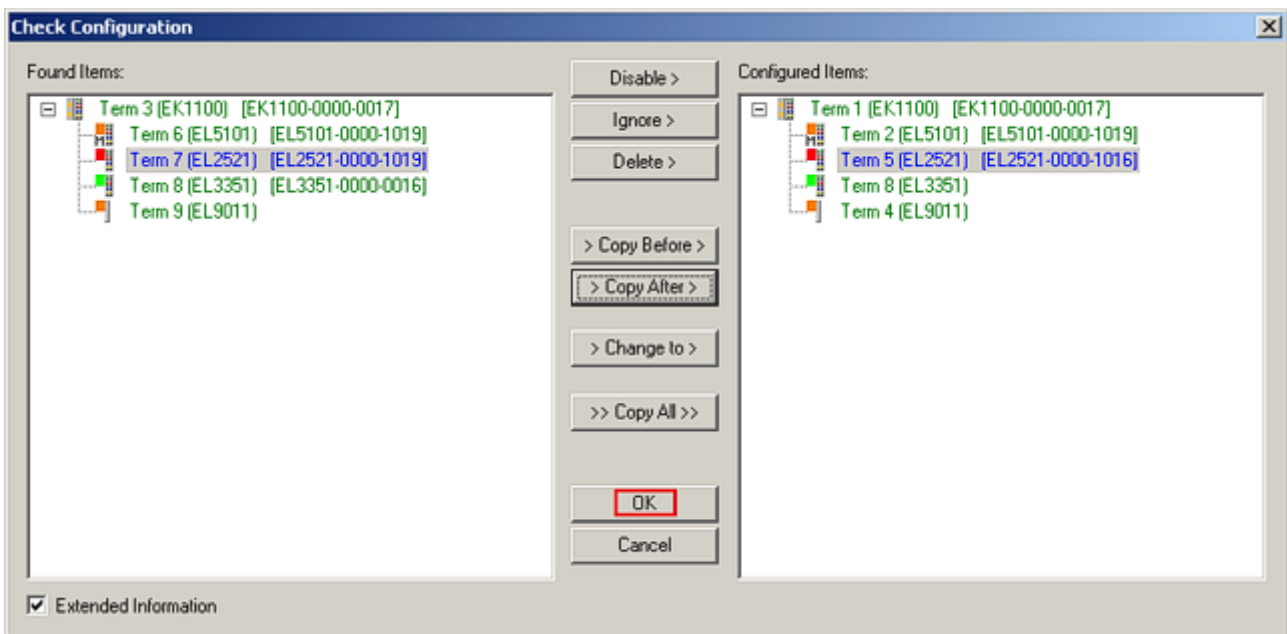 Check Configuration
Found Items:
Term 3 (EK1100) [EK1100-0000-0017]
Term 6 (EL5101) [EL5101-0000-1019]
Term 7 (EL2521) [EL2521-0000-1019]
Term 8 (EL3351) [EL3351-0000-0016]
Term 9 (EL9011)
Disable >
Ignore >
Delete >
> Copy Before >
> Copy After >
> Change to >
>> Copy All >>
OK
Cancel
Configured Items:
Term 1 (EK1100) [EK1100-0000-0017]
Term 2 (EL5101) [EL5101-0000-1019]
Term 5 (EL2521) [EL2521-0000-1016]
Term 8 (EL3351)
Term 4 (EL9011)
Extended Information